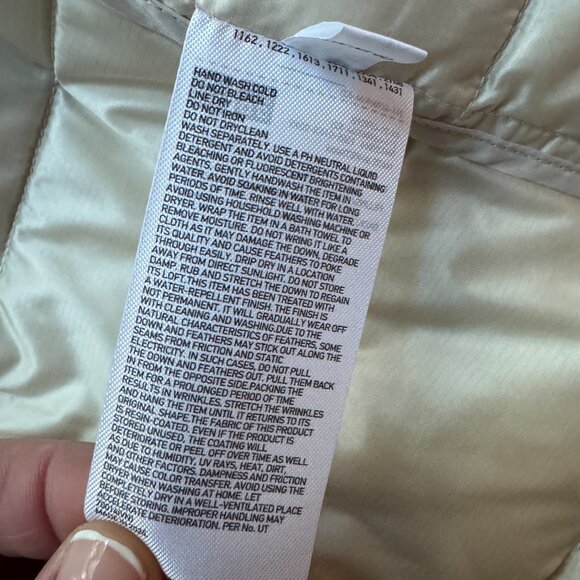 1162, 1222, 1613, 1711, 1341, 1431
HAND WASH COLD
DO NOT BLEACH
LINE DRY
DO NOT IRON
DO NOT DRYCLEAN
WASH SEPARATELY. USE A PH NEUTRAL LIQUID
DETERGENT AND AVOID DETERGENTS CONTAINING
BLEACHING OR FLUORESCENT BRIGHTENING
AGENTS. GENTLY HANDWASH THE ITEM IN
WATER. AVOID SOAKING IN WATER FOR LONG
PERIODS OF TIME. RINSE WELL WITH WATER.
AVOID USING HOUSEHOLD WASHING MACHINE OR
DRYER. WRAP THE ITEM IN A BATH TOWEL TO
REMOVE MOISTURE. DO NOT WRING IT LIKE A
CLOTH AS IT MAY DAMAGE THE DOWN, DEGRADE
ITS QUALITY AND CAUSE FEATHERS TO POKE
THROUGH EASILY. DRIP DRY IN A LOCATION
AWAY FROM DIRECT SUNLIGHT. DO NOT STORE
DAMP. RUB AND STRETCH THE DOWN TO REGAIN
ITS LOFT.THIS ITEM HAS BEEN TREATED WITH
A WATER-REPELLENT FINISH. THE FINISH IS
NOT PERMANENT. IT WILL GRADUALLY WEAR OFF
WITH CLEANING AND WASHING.DUE TO THE
NATURAL CHARACTERISTICS OF FEATHERS, SOME
DOWN AND FEATHERS MAY STICK OUT ALONG THE
SEAMS FROM FRICTION AND STATIC
ELECTRICITY. IN SUCH CASES, DO NOT PULL
THE DOWN AND FEATHERS OUT. PULL THEM BACK
IN FROM THE OPPOSITE SIDE.PACKING THE
ITEM FOR A PROLONGED PERIOD OF TIME
RESULTS IN WRINKLES. STRETCH THE WRINKLES
AND HANG THE ITEM UNTIL IT RETURNS TO ITS
ORIGINAL SHAPE.THE FABRIC OF THIS PRODUCT
IS RESIN-COATED. EVEN IF THE PRODUCT IS
STORED UNUSED, THE COATING WILL
DETERIORATE OR PEEL OFF OVER TIME AS WELL
AS DUE TO HUMIDITY, UV RAYS, HEAT, DIRT,
AND OTHER FACTORS. DAMPNESS AND FRICTION
MAY CAUSE COLOR TRANSFER. AVOID USING THE
DRYER WHEN WASHING AT HOME. LET
COMPLETELY DRY IN A WELL-VENTILATED PLACE
BEFORE STORING. IMPROPER HANDLING MAY
ACCELERATE DETERIORATION. PER No. UT